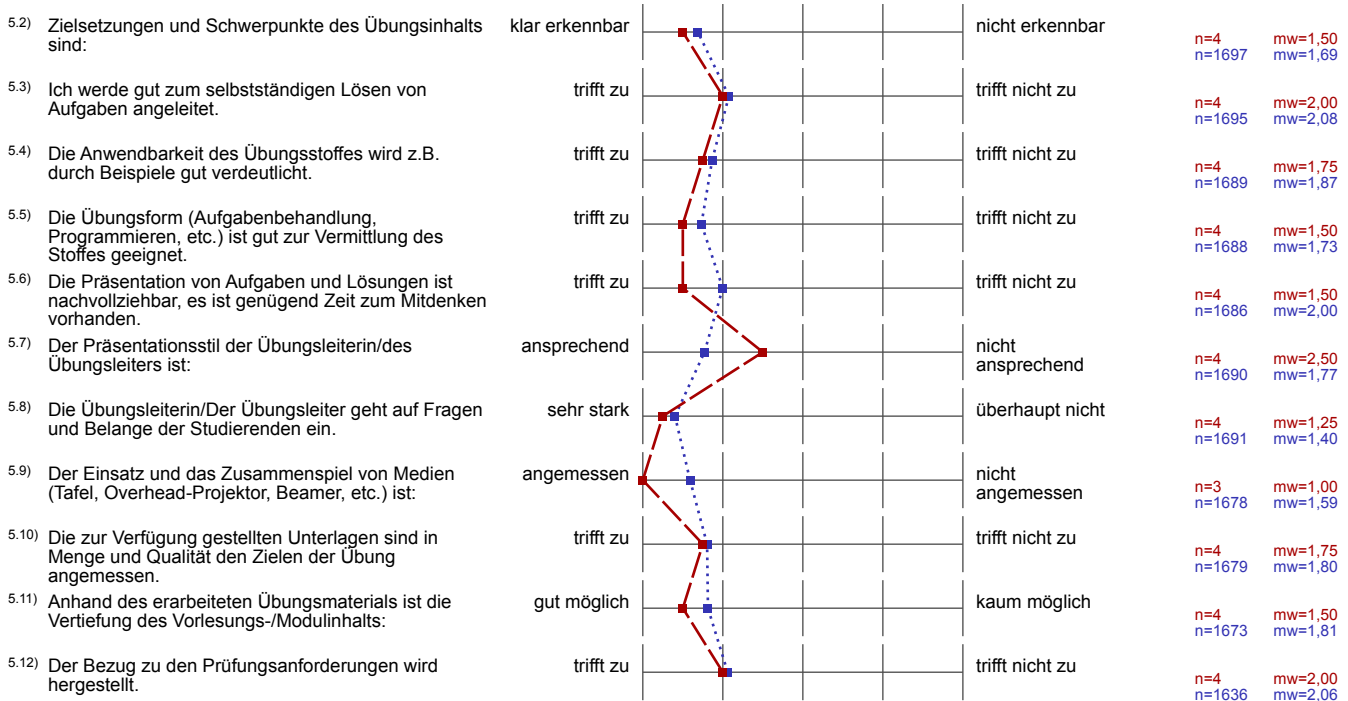 5.2) Zielsetzungen und Schwerpunkte des Übungsinhalts klar erkennbar nicht erkennbar
sind:
n=4 mw=1,50
n=1697 mw=1,69
5.3) Ich werde gut zum selbstständigen Lösen von trifft zu trifft nicht zu
Aufgaben angeleitet.
n=4 mw=2,00
n=1695 mw=2,08
5.4) Die Anwendbarkeit des Übungsstoffes wird z.B. trifft zu trifft nicht zu
durch Beispiele gut verdeutlicht.
n=4 mw=1,75
n=1689 mw=1,87
5.5) Die Übungsform (Aufgabenbehandlung, trifft zu trifft nicht zu
Programmieren, etc.) ist gut zur Vermittlung des
Stoffes geeignet.
n=4 mw=1,50
n=1688 mw=1,73
5.6) Die Präsentation von Aufgaben und Lösungen ist trifft zu trifft nicht zu
nachvollziehbar, es ist genügend Zeit zum Mitdenken
vorhanden.
n=4 mw=1,50
n=1686 mw=2,00
5.7) Der Präsentationsstil der Übungsleiterin/des ansprechend nicht
Übungsleiters ist: ansprechend
n=4 mw=2,50
n=1690 mw=1,77
5.8) Die Übungsleiterin/Der Übungsleiter geht auf Fragen sehr stark überhaupt nicht
und Belange der Studierenden ein.
n=4 mw=1,25
n=1691 mw=1,40
5.9) Der Einsatz und das Zusammenspiel von Medien angemessen nicht
(Tafel, Overhead-Projektor, Beamer, etc.) ist: angemessen
n=3 mw=1,00
n=1678 mw=1,59
5.10) Die zur Verfügung gestellten Unterlagen sind in trifft zu trifft nicht zu
Menge und Qualität den Zielen der Übung
angemessen.
n=4 mw=1,75
n=1679 mw=1,80
5.11) Anhand des erarbeiteten Übungsmaterials ist die gut möglich kaum möglich
Vertiefung des Vorlesungs-/Modulinhalts:
n=4 mw=1,50
n=1673 mw=1,81
5.12) Der Bezug zu den Prüfungsanforderungen wird trifft zu trifft nicht zu
hergestellt.
n=4 mw=2,00
n=1636 mw=2,06